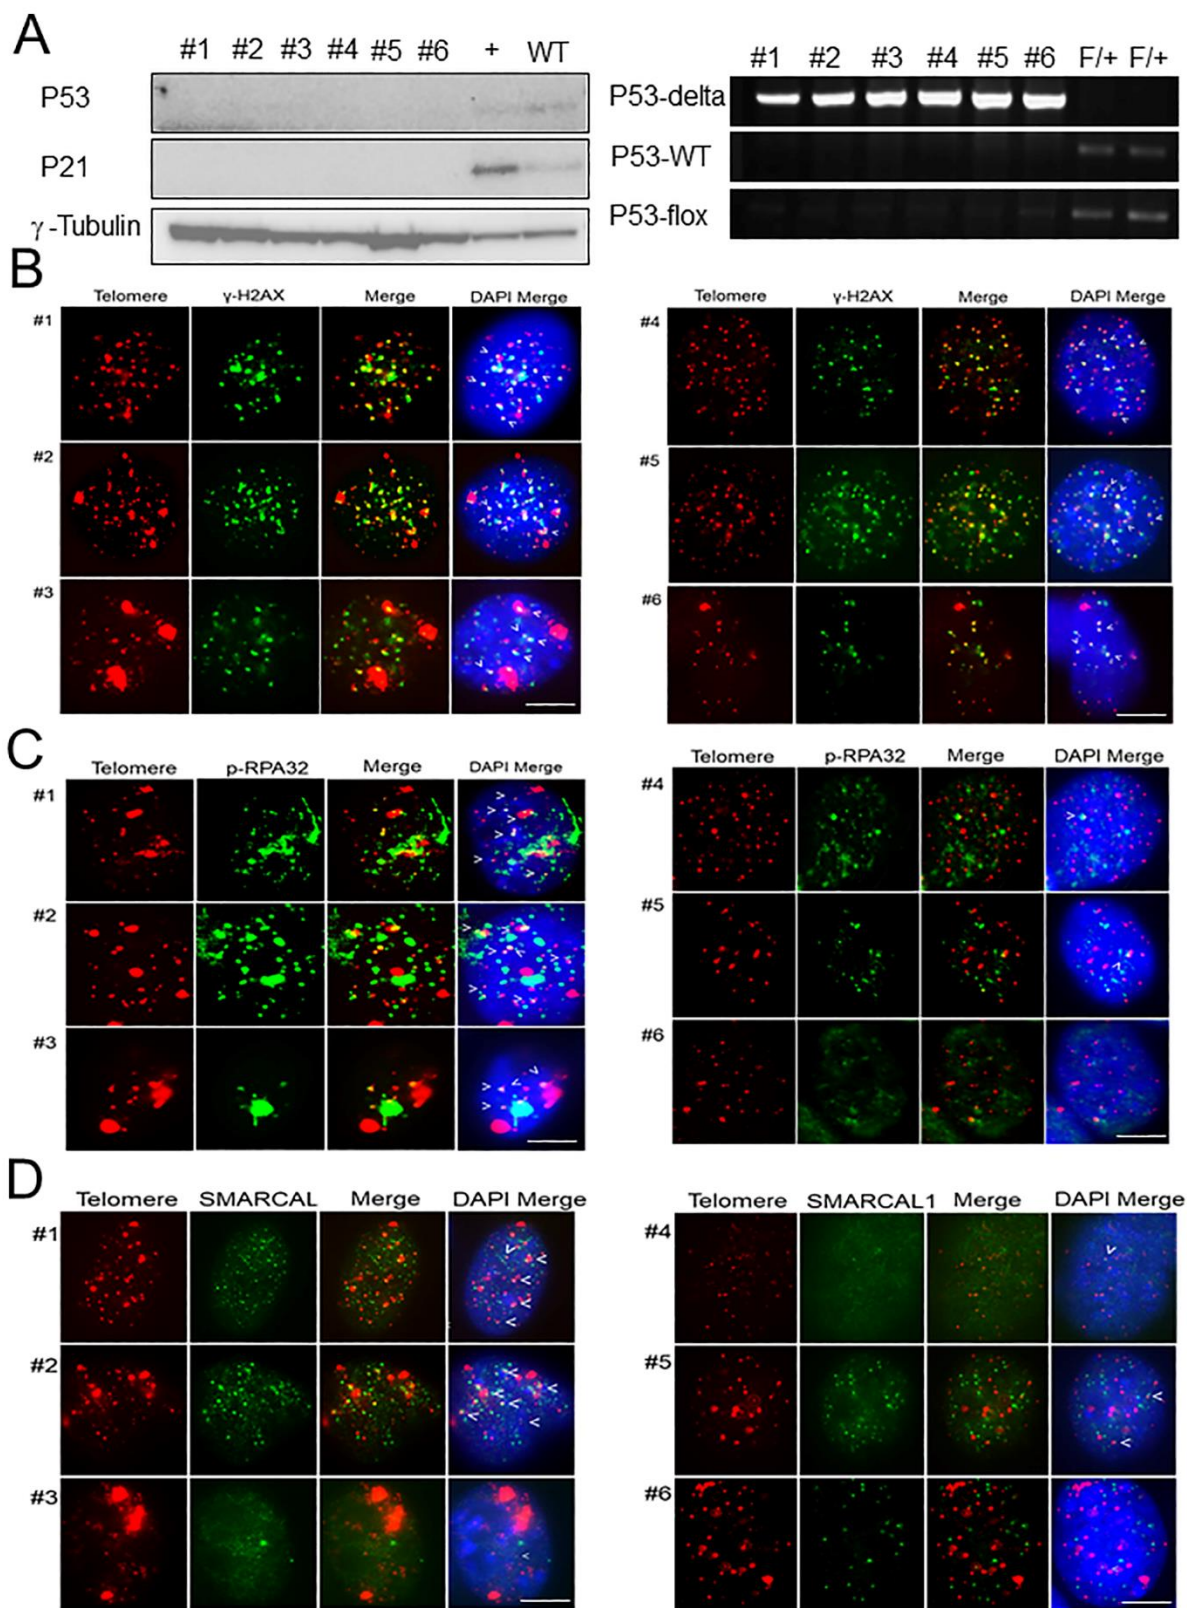 A
#1 #2 #3 #4 #5 #6 + WT
P53
P21
γ-Tubulin
#1 #2 #3 #4 #5 #6 F/+ F/+
P53-delta
P53-WT
P53-flox
B
Telomere γ-H2AX Merge DAPI Merge
#1
#2
#3
Telomere γ-H2AX Merge DAPI Merge
#4
#5
#6
C
Telomere p-RPA32 Merge DAPI Merge
#1
#2
#3
Telomere p-RPA32 Merge DAPI Merge
#4
#5
#6
D
Telomere SMARCAL Merge DAPI Merge
#1
#2
#3
Telomere SMARCAL1 Merge DAPI Merge
#4
#5
#6